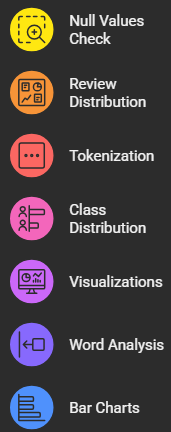 Null Values
Check
Review
Distribution
Tokenization
Class
Distribution
Visualizations
Word Analysis
Bar Charts